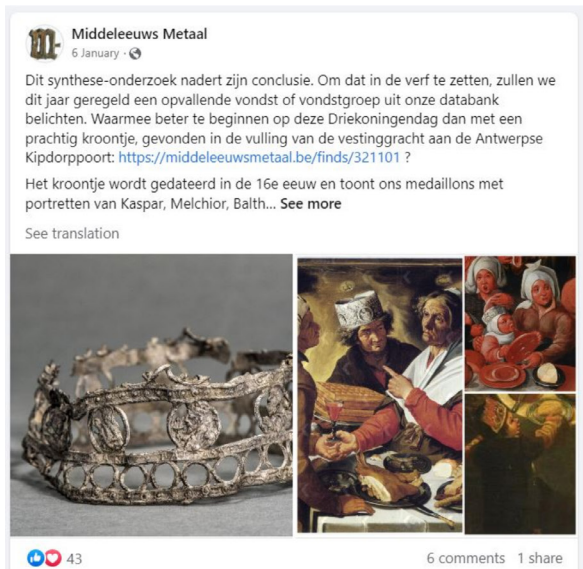 Middeleeuws Metaal
6 January ·
Dit synthese-onderzoek nadert zijn conclusie. Om dat in de verf te zetten, zullen we
dit jaar geregeld een opvallende vondst of vondstgroep uit onze databank
belichten. Waarmee beter te beginnen op deze Driekoningendag dan met een
prachtig kroontje, gevonden in de vulling van de vestinggracht aan de Antwerpse
Kipdorppoort: https://middeleeuwsmetaal.be/finds/321101 ?
Het kroontje wordt gedateerd in de 16e eeuw en toont ons medaillons met
portretten van Kaspar, Melchior, Balth... See more
See translation
43
6 comments 1 share